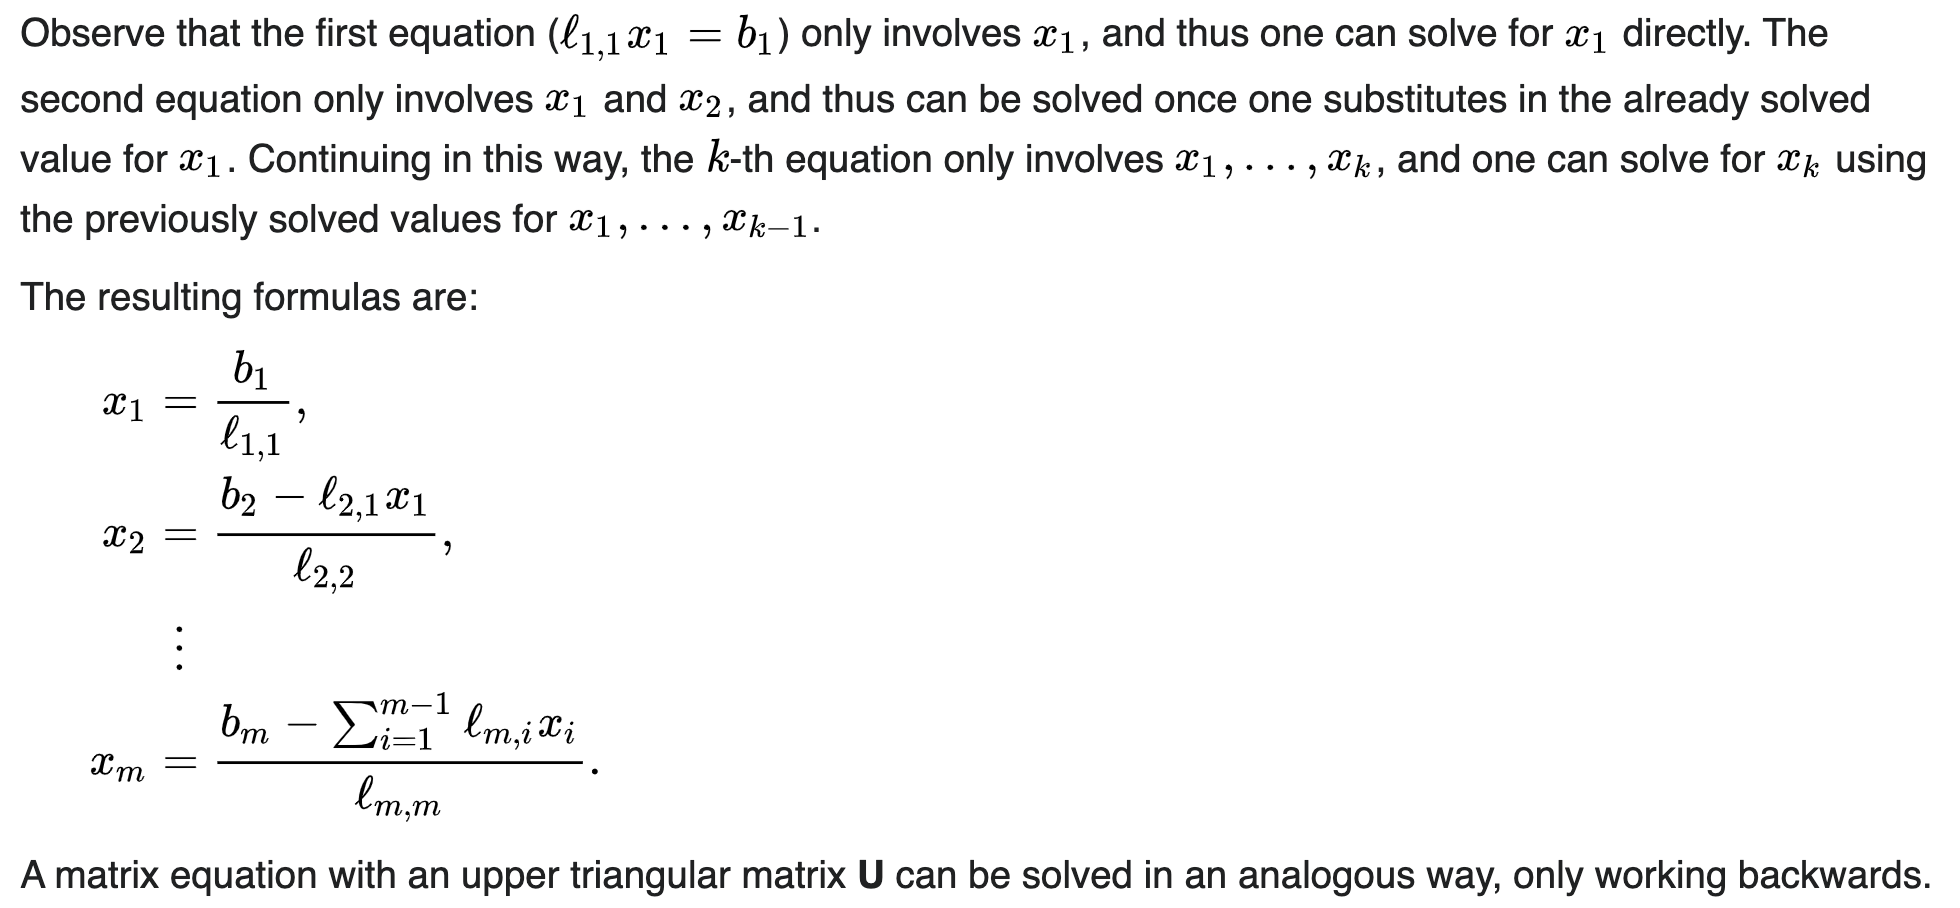 Observe that the first equation ($\ell_{1,1}x_1 = b_1$) only involves $x_1$, and thus one can solve for $x_1$ directly. The
second equation only involves $x_1$ and $x_2$, and thus can be solved once one substitutes in the already solved
value for $x_1$. Continuing in this way, the $k$-th equation only involves $x_1, \ldots, x_k$, and one can solve for $x_k$ using
the previously solved values for $x_1, \ldots, x_{k-1}$.
The resulting formulas are:
$x_1 = \frac{b_1}{\ell_{1,1}},$
$x_2 = \frac{b_2 - \ell_{2,1}x_1}{\ell_{2,2}},$
$\vdots$
$x_m = \frac{b_m - \sum_{i=1}^{m-1} \ell_{m,i}x_i}{\ell_{m,m}}.$
A matrix equation with an upper triangular matrix U can be solved in an analogous way, only working backwards.